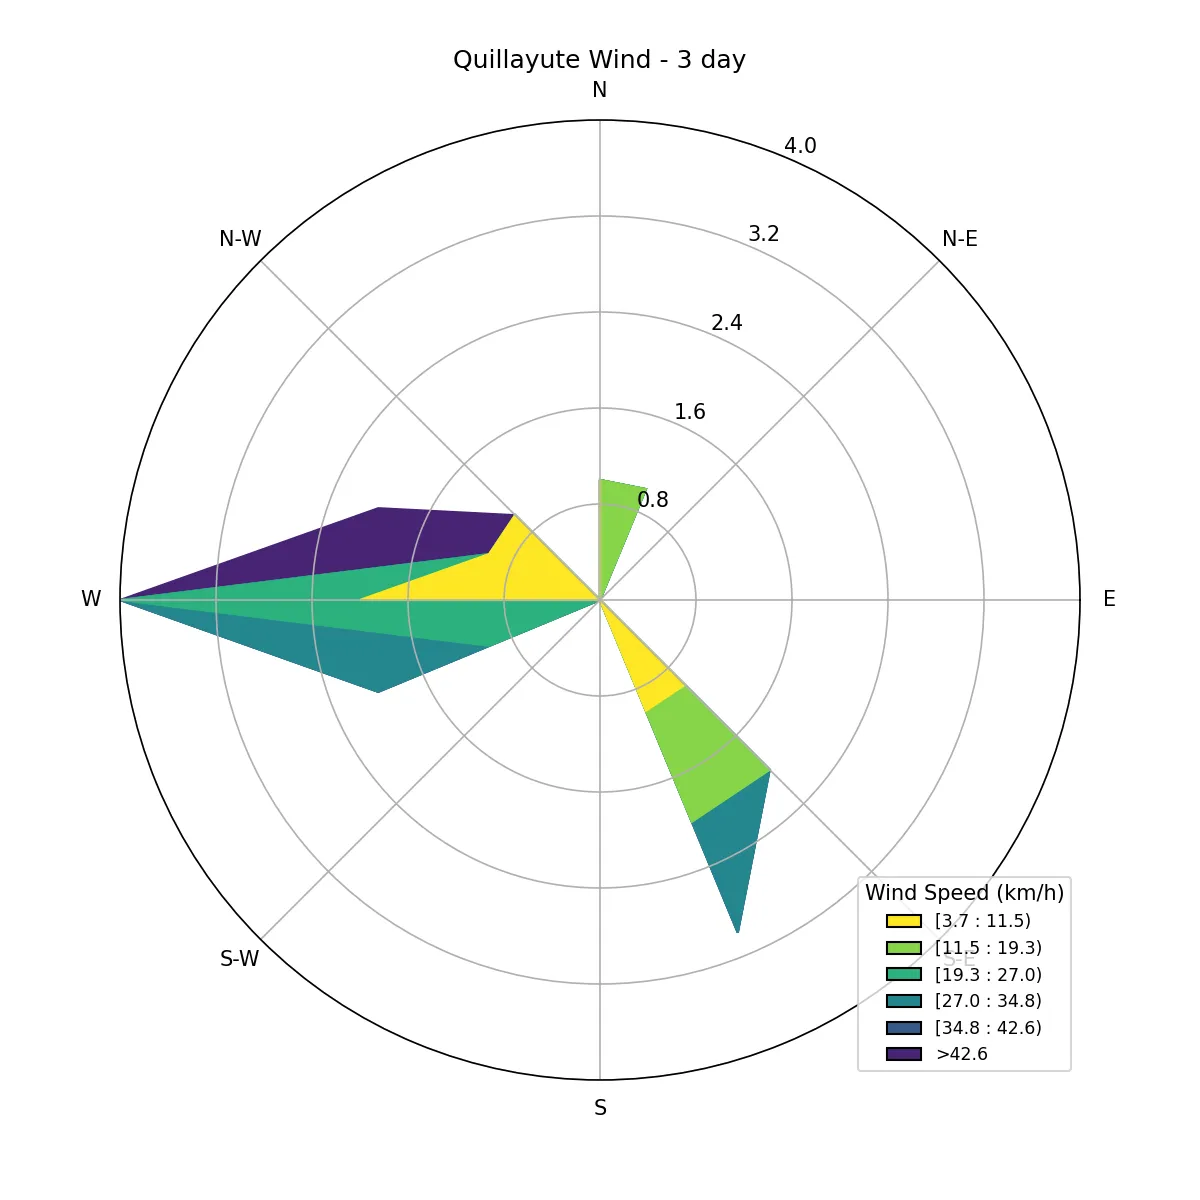 Quillayute Wind - 3 day
N
4.0
N-W
N-E
3.2
2.4
1.6
0.8
W
E
S-W
S-E
S
Wind Speed (km/h)
[3.7 : 11.5)
[11.5 : 19.3)
[19.3 : 27.0)
[27.0 : 34.8)
[34.8 : 42.6)
>42.6